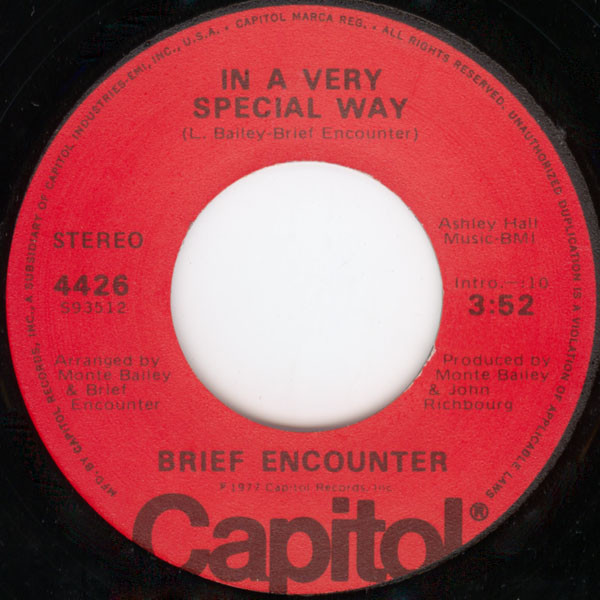 IN A VERY
SPECIAL WAY
(L. Bailey-Brief Encounter)
STEREO
4426
S93512
Ashley Hall
Music-BMI
Intro.-:10
3:52
Arranged by
Monte Bailey
& Brief
Encounter
Produced by
Monte Bailey
& John
Richbourg
BRIEF ENCOUNTER
℗1977 Capitol Records, Inc.
Capitol®
MFD. BY CAPITOL RECORDS, INC., A SUBSIDIARY OF CAPITOL INDUSTRIES-EMI, INC., U.S.A. • CAPITOL MARCA REG. • ALL RIGHTS RESERVED. UNAUTHORIZED DUPLICATION IS A VIOLATION OF APPLICABLE LAWS